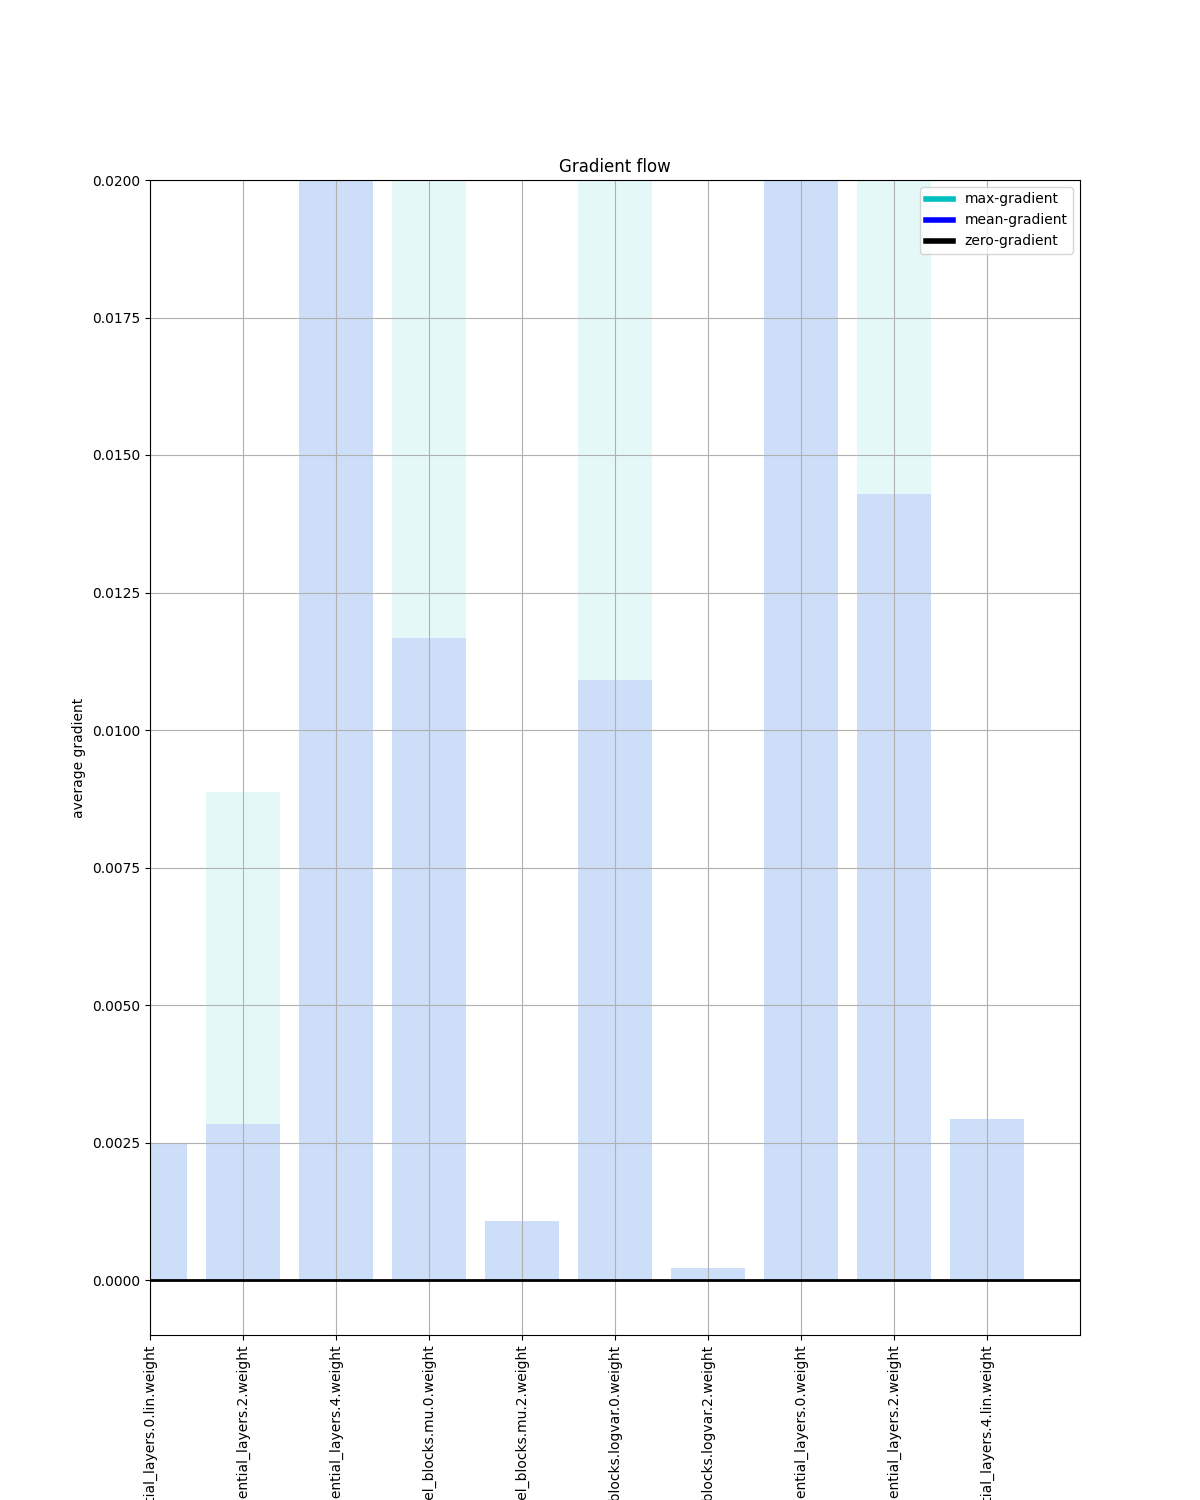 Gradient flow
max-gradient
mean-gradient
zero-gradient
0.0200
0.0175
0.0150
0.0125
0.0100
0.0075
0.0050
0.0025
0.0000
average gradient
tial_layers.0.lin.weight
ential_layers.2.weight
ential_layers.4.weight
el_blocks.mu.0.weight
el_blocks.mu.2.weight
blocks.logvar.0.weight
blocks.logvar.2.weight
ential_layers.0.weight
ential_layers.2.weight
tial_layers.4.lin.weight